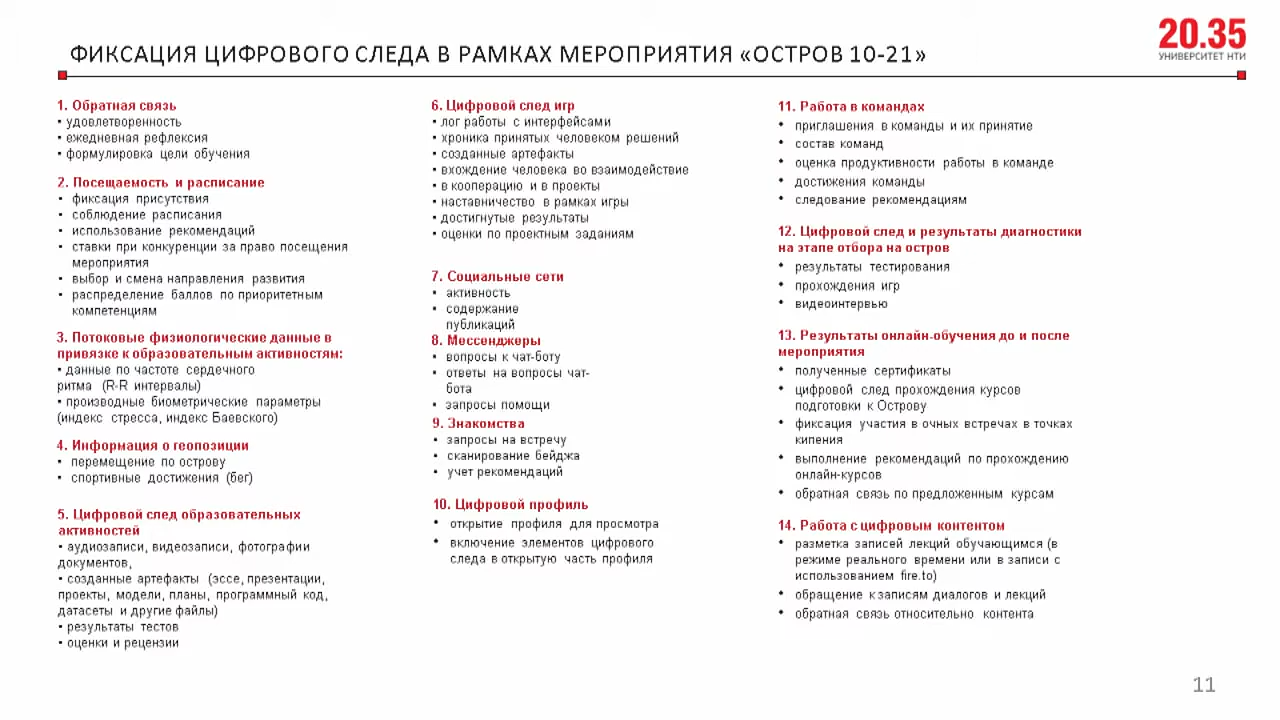 ФИКСАЦИЯ ЦИФРОВОГО СЛЕДА В РАМКАХ МЕРОПРИЯТИЯ «ОСТРОВ 10-21»
20.35
УНИВЕРСИТЕТ НТИ
1. Обратная связь
• удовлетворенность
• ежедневная рефлексия
• формулировка цели обучения
2. Посещаемость и расписание
• фиксация присутствия
• соблюдение расписания
• использование рекомендаций
• ставки при конкуренции за право посещения
мероприятия
• выбор и смена направления развития
• распределение баллов по приоритетным
компетенциям
3. Потоковые физиологические данные в
привязке к образовательным активностям:
• данные по частоте сердечного
ритма (R-R интервалы)
• производные биометрические параметры
(индекс стресса, индекс Баевского)
4. Информация о геопозиции
• перемещение по острову
• спортивные достижения (бег)
5. Цифровой след образовательных
активностей
• аудиозаписи, видеозаписи, фотографии
документов,
• созданные артефакты (эссе, презентации,
проекты, модели, планы, программный код,
датасеты и другие файлы)
• результаты тестов
• оценки и рецензии
6. Цифровой след игр
• лог работы с интерфейсами
• хроника принятых человеком решений
• созданные артефакты
• вхождение человека во взаимодействие
• в кооперацию и в проекты
• наставничество в рамках игры
• достигнутые результаты
• оценки по проектным заданиям
7. Социальные сети
• активность
• содержание
публикаций
8. Мессенджеры
• вопросы к чат-боту
• ответы на вопросы чат-
бота
• запросы помощи
9. Знакомства
• запросы на встречу
• сканирование бейджа
• учет рекомендаций
10. Цифровой профиль
• открытие профиля для просмотра
• включение элементов цифрового
следа в открытую часть профиля
11. Работа в командах
• приглашения в команды и их принятие
• состав команд
• оценка продуктивности работы в команде
• достижения команды
• следование рекомендациям
12. Цифровой след и результаты диагностики
на этапе отбора на остров
• результаты тестирования
• прохождения игр
• видеоинтервью
13. Результаты онлайн-обучения до и после
мероприятия
• полученные сертификаты
• цифровой след прохождения курсов
подготовки к Острову
• фиксация участия в очных встречах в точках
кипения
• выполнение рекомендаций по прохождению
онлайн-курсов
• обратная связь по предложенным курсам
14. Работа с цифровым контентом
• разметка записей лекций обучающимся (в
режиме реального времени или в записи с
использованием fire.to)
• обращение к записям диалогов и лекций
• обратная связь относительно контента
11